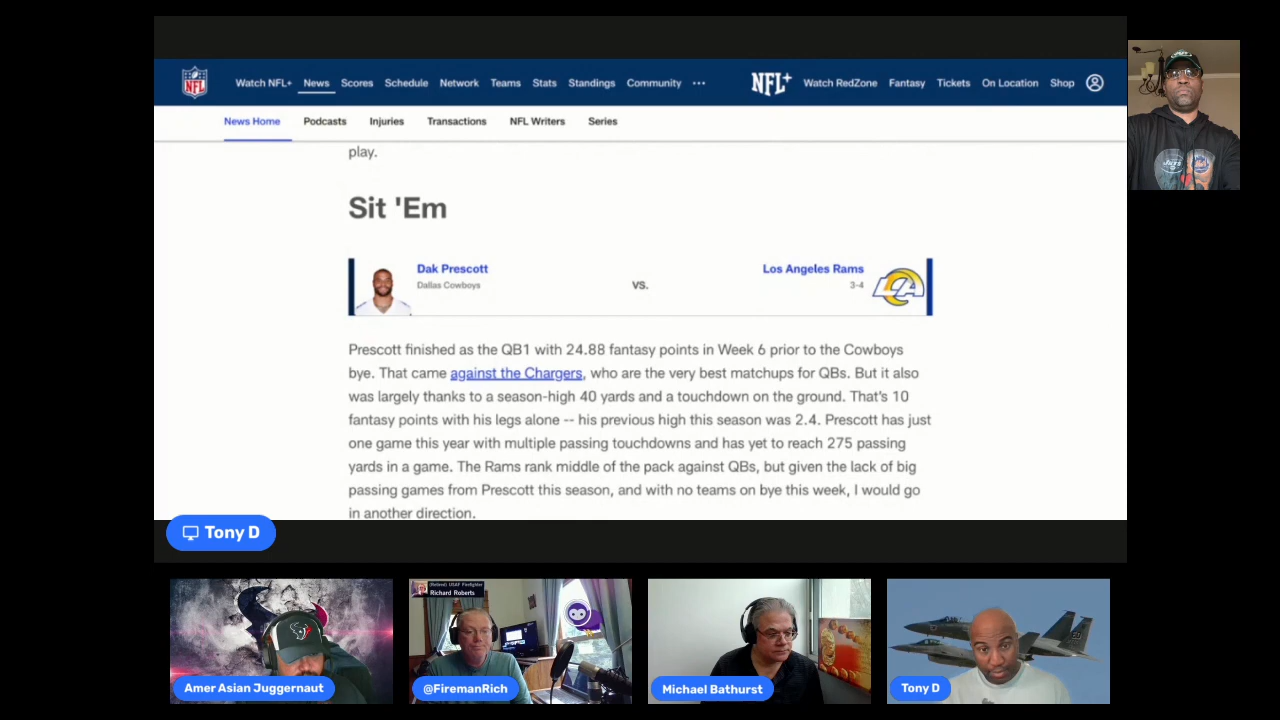 NFL
Watch NFL+ News Scores Schedule Network Teams Stats Standings Community ...
NFL+ Watch RedZone Fantasy Tickets On Location Shop
News Home Podcasts Injuries Transactions NFL Writers Series
play.
Sit 'Em
Dak Prescott
Dallas Cowboys
VS.
Los Angeles Rams
3-4
LA
Prescott finished as the QB1 with 24.88 fantasy points in Week 6 prior to the Cowboys
bye. That came against the Chargers, who are the very best matchups for QBs. But it also
was largely thanks to a season-high 40 yards and a touchdown on the ground. That's 10
fantasy points with his legs alone -- his previous high this season was 2.4. Prescott has just
one game this year with multiple passing touchdowns and has yet to reach 275 passing
yards in a game. The Rams rank middle of the pack against QBs, but given the lack of big
passing games from Prescott this season, and with no teams on bye this week, I would go
in another direction.
Tony D
(Retired) USAF Firefighter
Richard Roberts
Amer Asian Juggernaut
@FiremanRich
Michael Bathurst
Tony D